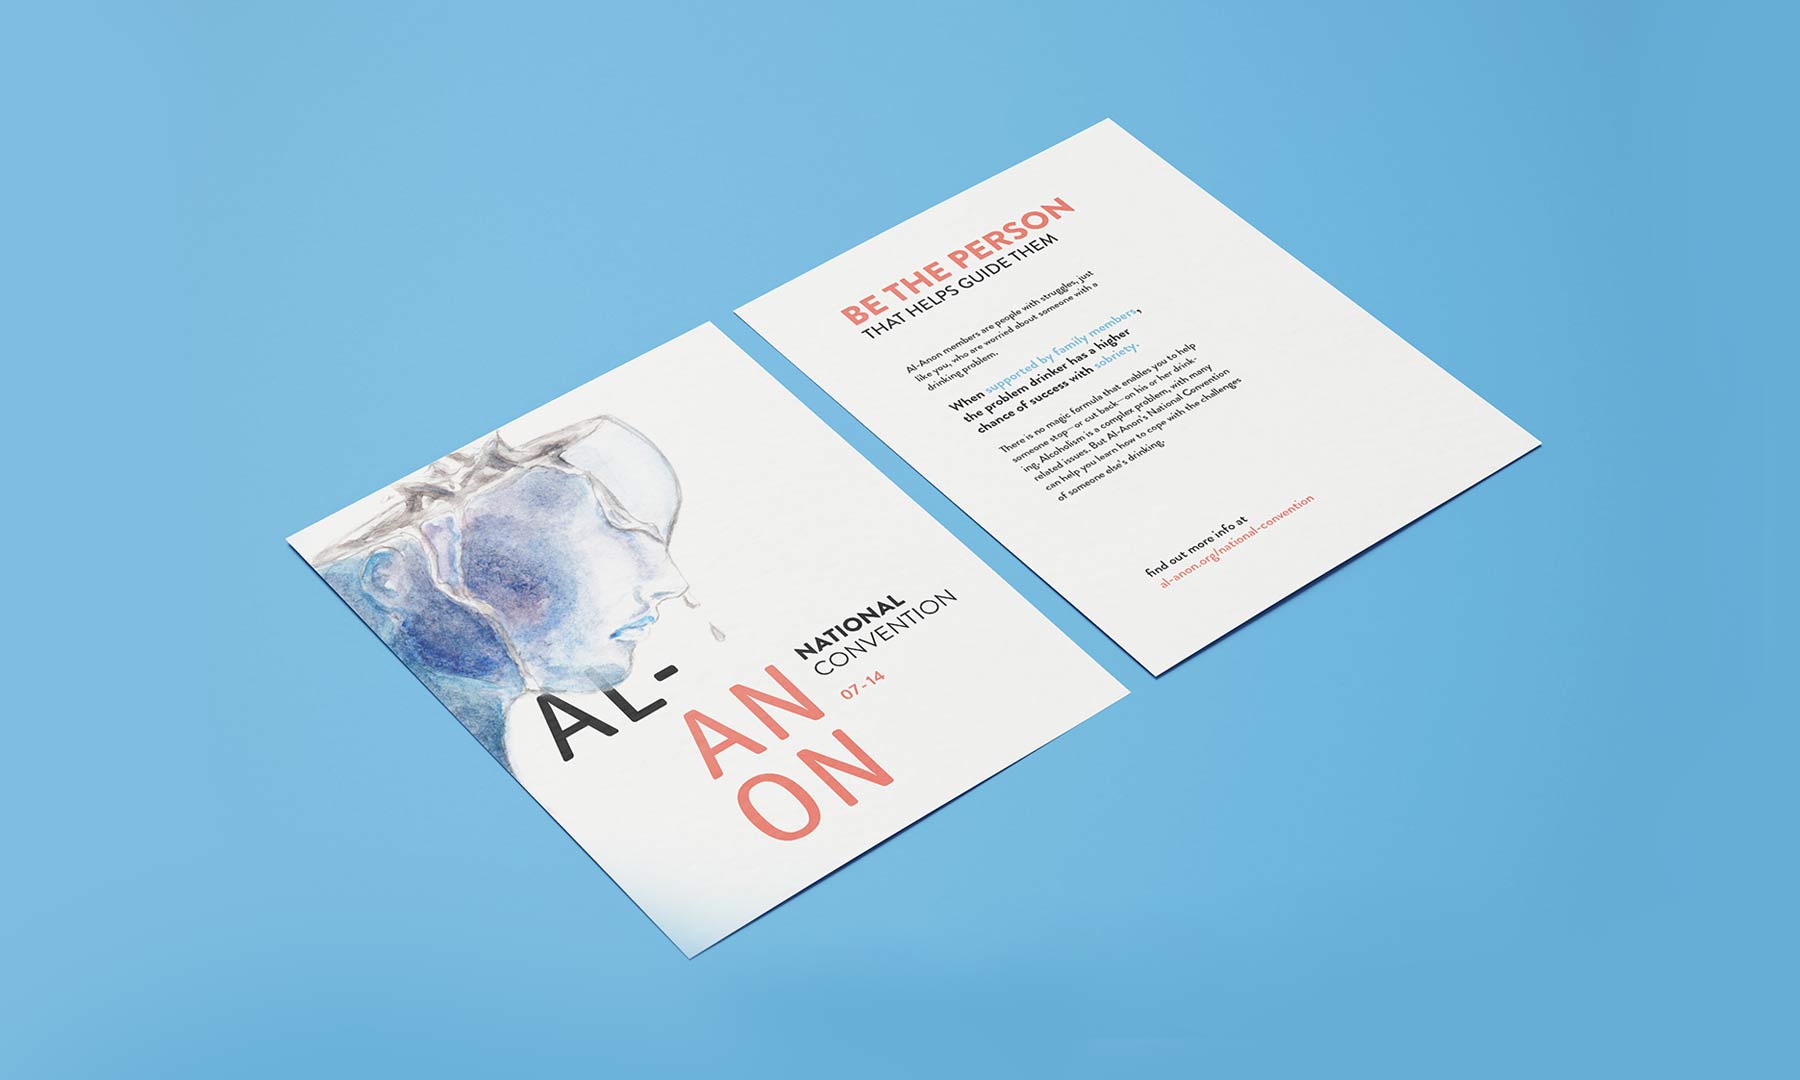 AL-
AN
ON
NATIONAL
CONVENTION
07-14
BE THE PERSON
THAT HELPS GUIDE THEM
Al-Anon members are people with struggles, just
like you, who are worried about someone with a
drinking problem.
When supported by family members,
the problem drinker has a higher
chance of success with sobriety.
There is no magic formula that enables you to help
someone stop—or cut back—on his or her drink-
ing. Alcoholism is a complex problem, with many
related issues. But Al-Anon's National Convention
can help you learn how to cope with the challenges
of someone else's drinking.
find out more info at
al-anon.org/national-convention